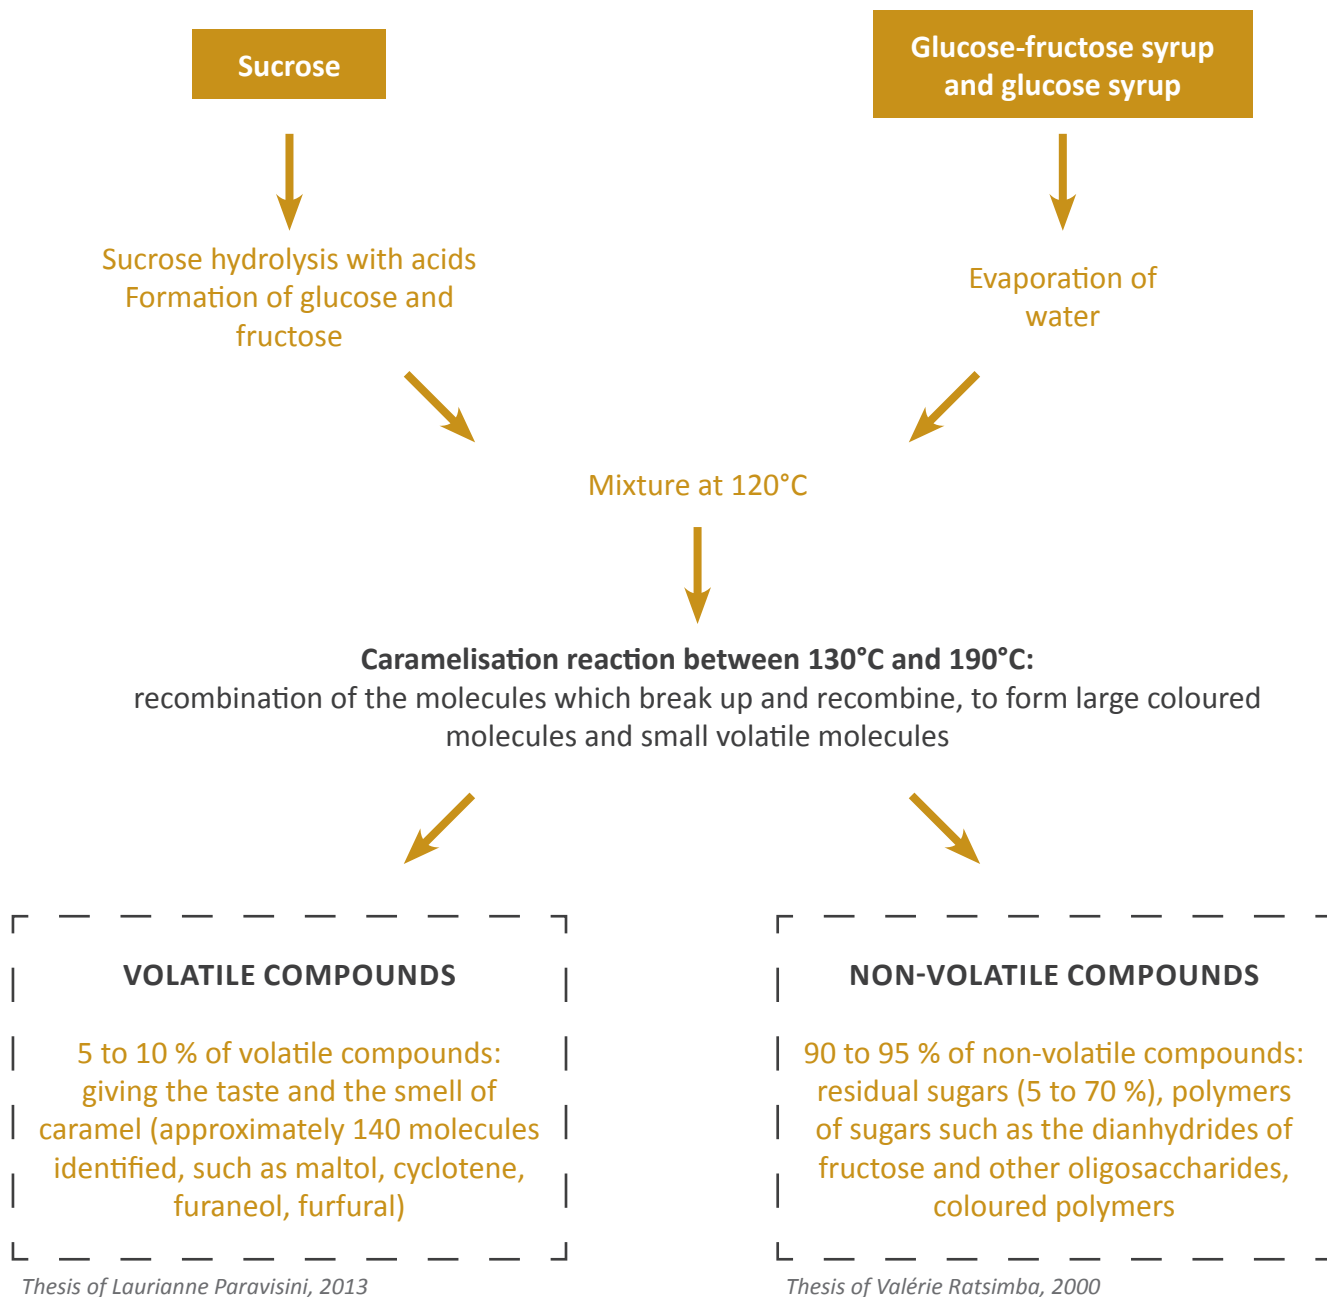 Sucrose
Glucose-fructose syrup
and glucose syrup
Sucrose hydrolysis with acids
Formation of glucose and
fructose
Evaporation of
water
Mixture at 120°C
Caramelisation reaction between 130°C and 190°C:
recombination of the molecules which break up and recombine, to form large coloured
molecules and small volatile molecules
VOLATILE COMPOUNDS
5 to 10 % of volatile compounds:
giving the taste and the smell of
caramel (approximately 140 molecules
identified, such as maltol, cyclotene,
furaneol, furfural)
Thesis of Laurianne Paravisini, 2013
NON-VOLATILE COMPOUNDS
90 to 95 % of non-volatile compounds:
residual sugars (5 to 70 %), polymers
of sugars such as the dianhydrides of
fructose and other oligosaccharides,
coloured polymers
Thesis of Valérie Ratsimba, 2000